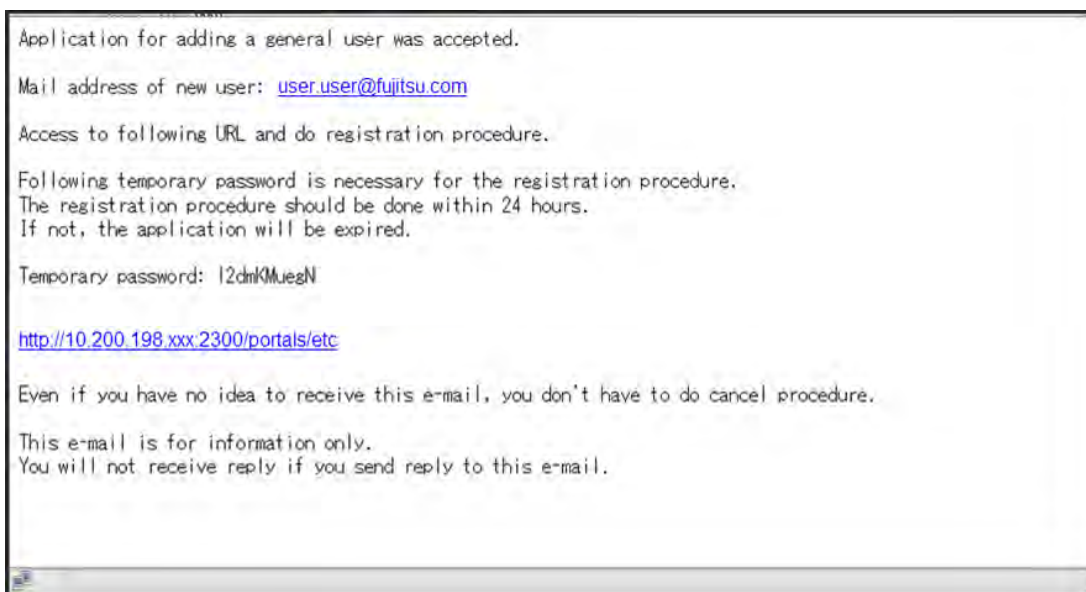 Application for adding a general user was accepted.
Mail address of new user: user.user@fujitsu.com
Access to following URL and do registration procedure.
Following temporary password is necessary for the registration procedure.
The registration procedure should be done within 24 hours.
If not, the application will be expired.
Temporary password: l2dmKMuegN
http://10.200.198.xxx:2300/portals/etc
Even if you have no idea to receive this e-mail, you don't have to do cancel procedure.
This e-mail is for information only.
You will not receive reply if you send reply to this e-mail.